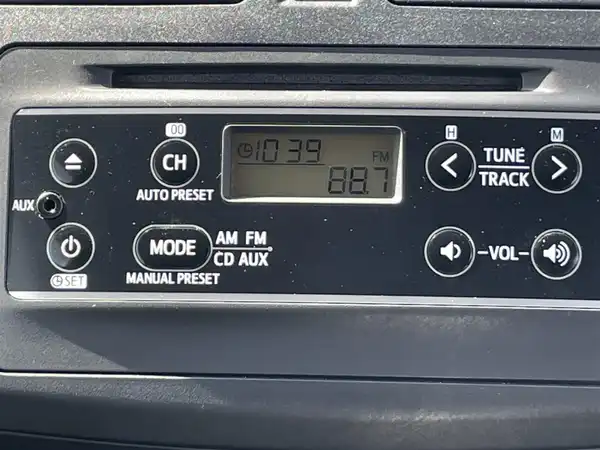 00
CH
AUTO PRESET
10 39
FM
88.7
H
M
TUNE
TRACK
AUX
MODE
AM FM
CD AUX
MANUAL PRESET
SET
-VOL-